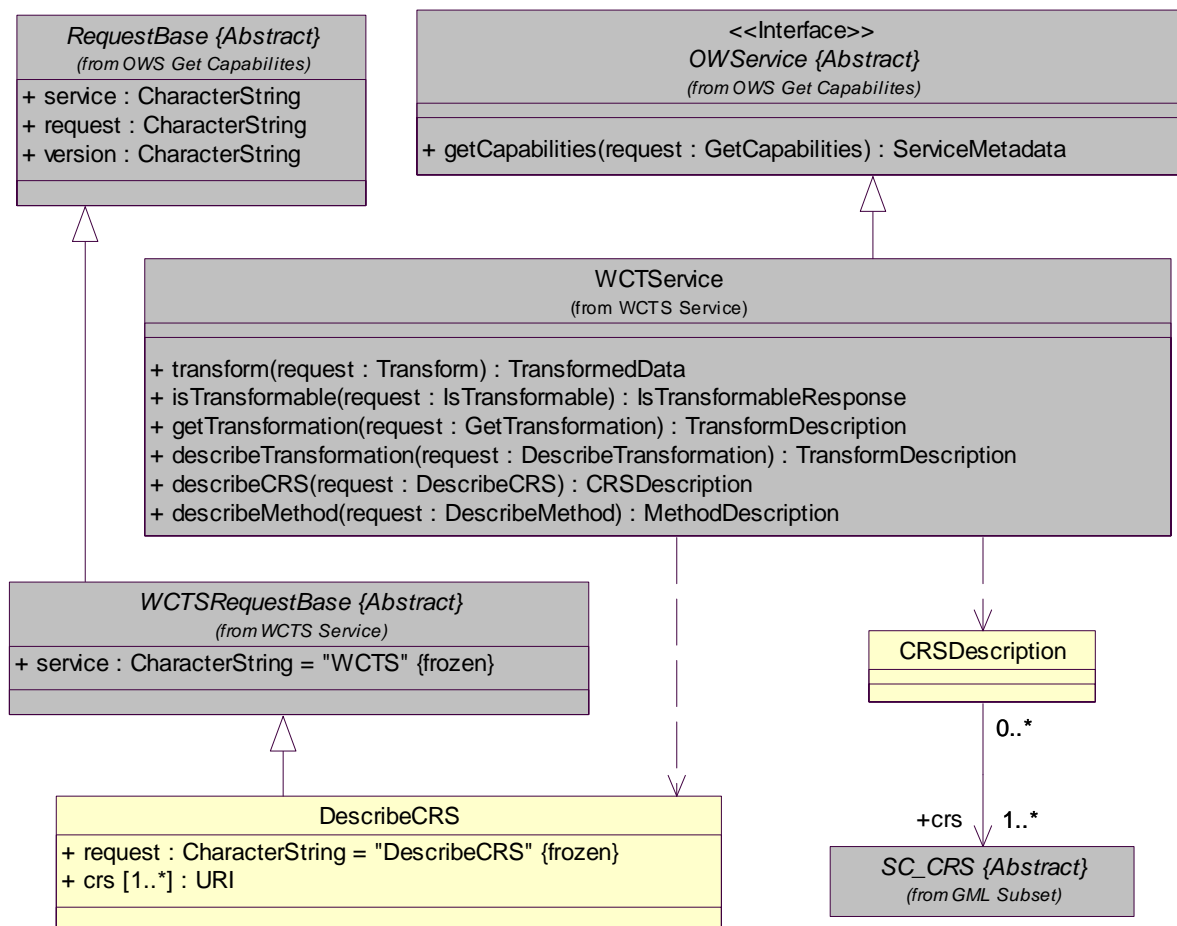 RequestBase {Abstract}
(from OWS Get Capabilites)
+ service : CharacterString
+ request : CharacterString
+ version : CharacterString
<<Interface>>
OWService {Abstract}
(from OWS Get Capabilites)
+ getCapabilities(request : GetCapabilities) : ServiceMetadata
WCTService
(from WCTS Service)
+ transform(request : Transform) : TransformedData
+ isTransformable(request : IsTransformable) : IsTransformableResponse
+ getTransformation(request : GetTransformation) : TransformDescription
+ describeTransformation(request : DescribeTransformation) : TransformDescription
+ describeCRS(request : DescribeCRS) : CRSDescription
+ describeMethod(request : DescribeMethod) : MethodDescription
WCTSRequestBase {Abstract}
(from WCTS Service)
+ service : CharacterString = "WCTS" {frozen}
CRSDescription
0..*
+crs 1..*
DescribeCRS
+ request : CharacterString = "DescribeCRS" {frozen}
+ crs [1..*] : URI
SC_CRS {Abstract}
(from GML Subset)